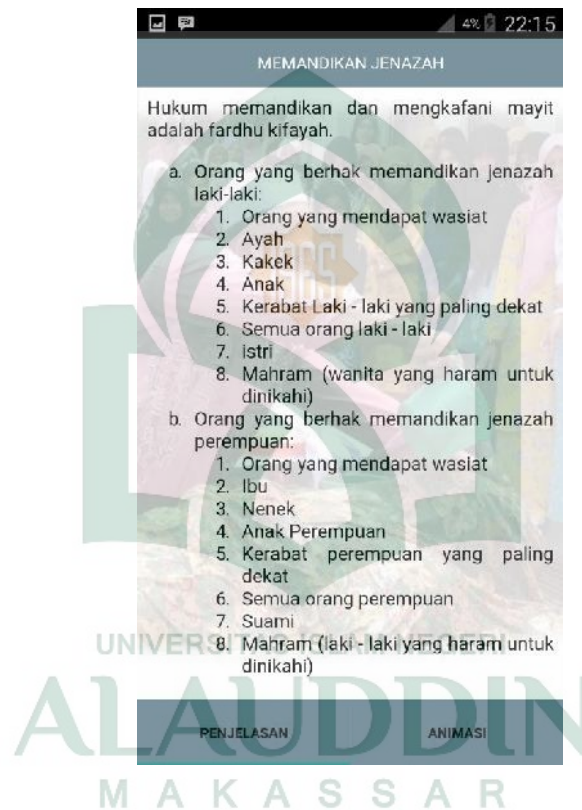 4% 22:15
MEMANDIKAN JENAZAH
Hukum memandikan dan mengkafani mayit
adalah fardhu kifayah.
a. Orang yang berhak memandikan jenazah
laki-laki:
1. Orang yang mendapat wasiat
2. Ayah
3. Kakek
4. Anak
5. Kerabat Laki - laki yang paling dekat
6. Semua orang laki - laki
7. istri
8. Mahram (wanita yang haram untuk
dinikahi)
b. Orang yang berhak memandikan jenazah
perempuan:
1. Orang yang mendapat wasiat
2. Ibu
3. Nenek
4. Anak Perempuan
5. Kerabat perempuan yang paling
dekat
6. Semua orang perempuan
7. Suami
8. Mahram (laki - laki yang haram untuk
dinikahi)
UNIVERSITAS ISLAM NEGERI
ALAUDDIN
PENJELASAN ANIMASI
MAKASSAR